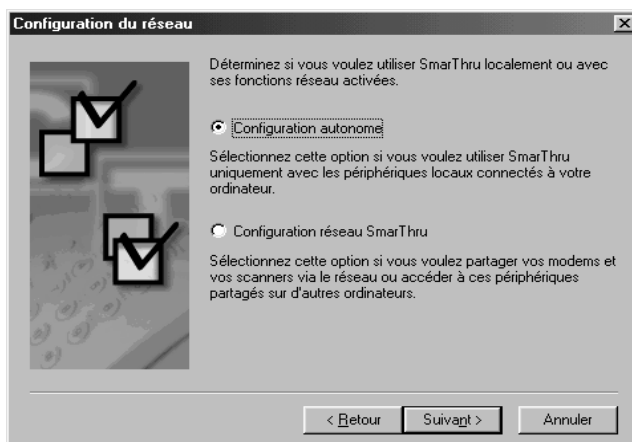 Configuration du réseau
Déterminez si vous voulez utiliser SmarThru localement ou avec
ses fonctions réseau activées.
Configuration autonome
Sélectionnez cette option si vous voulez utiliser SmarThru
uniquement avec les périphériques locaux connectés à votre
ordinateur.
Configuration réseau SmarThru
Sélectionnez cette option si vous voulez partager vos modems et
vos scanners via le réseau ou accéder à ces périphériques
partagés sur d'autres ordinateurs.
< Retour Suivant > Annuler